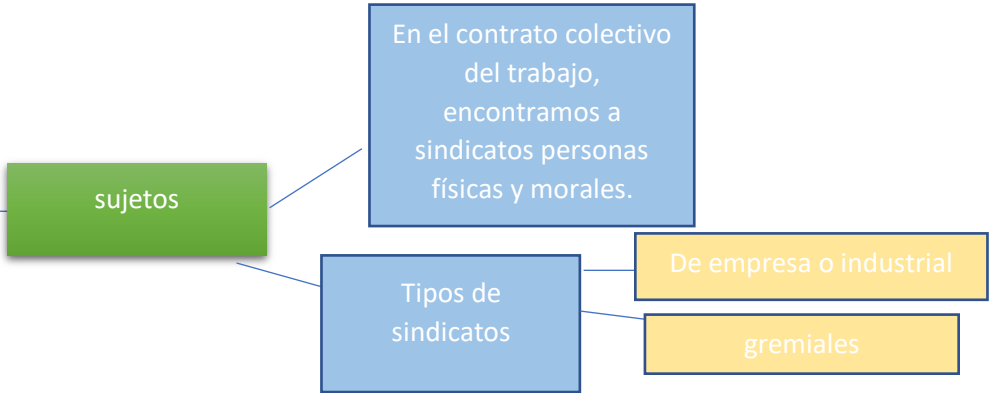 En el contrato colectivo
del trabajo,
encontramos a
sindicatos personas
físicas y morales.
sujetos
Tipos de
sindicatos
De empresa o industrial
gremiales